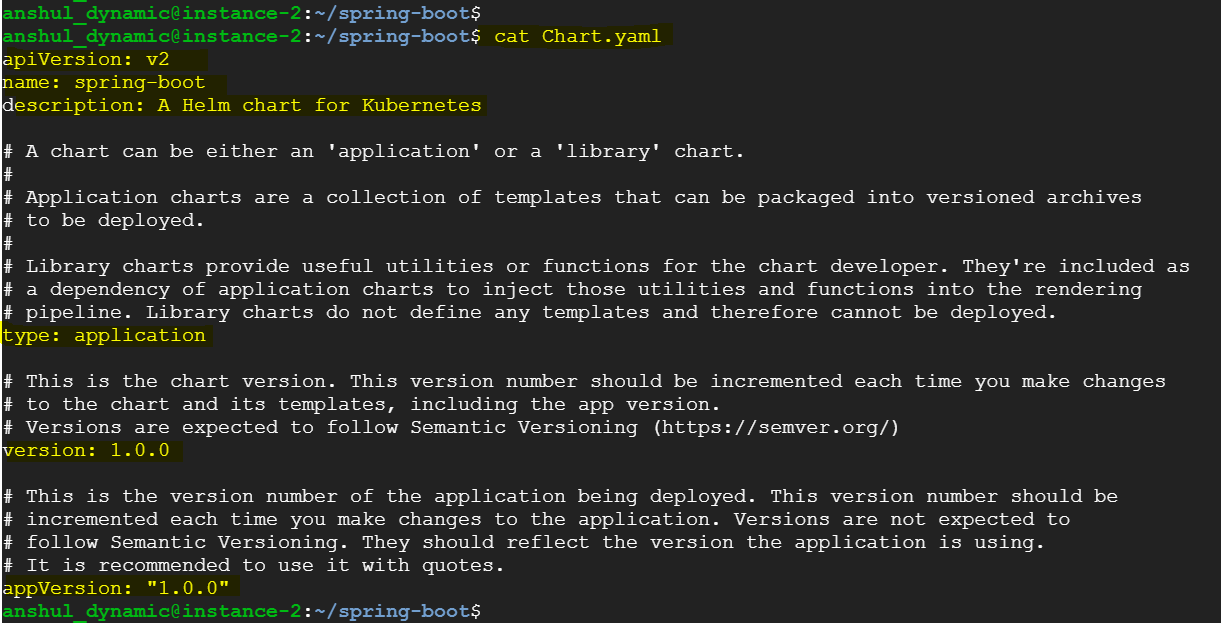 anshul_dynamic@instance-2:~/spring-boot$
anshul_dynamic@instance-2:~/spring-boot$ cat Chart.yaml
apiVersion: v2
name: spring-boot
description: A Helm chart for Kubernetes
# A chart can be either an 'application' or a 'library' chart.
#
# Application charts are a collection of templates that can be packaged into versioned archives
# to be deployed.
#
# Library charts provide useful utilities or functions for the chart developer. They're included as
# a dependency of application charts to inject those utilities and functions into the rendering
# pipeline. Library charts do not define any templates and therefore cannot be deployed.
type: application
# This is the chart version. This version number should be incremented each time you make changes
# to the chart and its templates, including the app version.
# Versions are expected to follow Semantic Versioning (https://semver.org/)
version: 1.0.0
# This is the version number of the application being deployed. This version number should be
# incremented each time you make changes to the application. Versions are not expected to
# follow Semantic Versioning. They should reflect the version the application is using.
# It is recommended to use it with quotes.
appVersion: "1.0.0"
anshul_dynamic@instance-2:~/spring-boot$